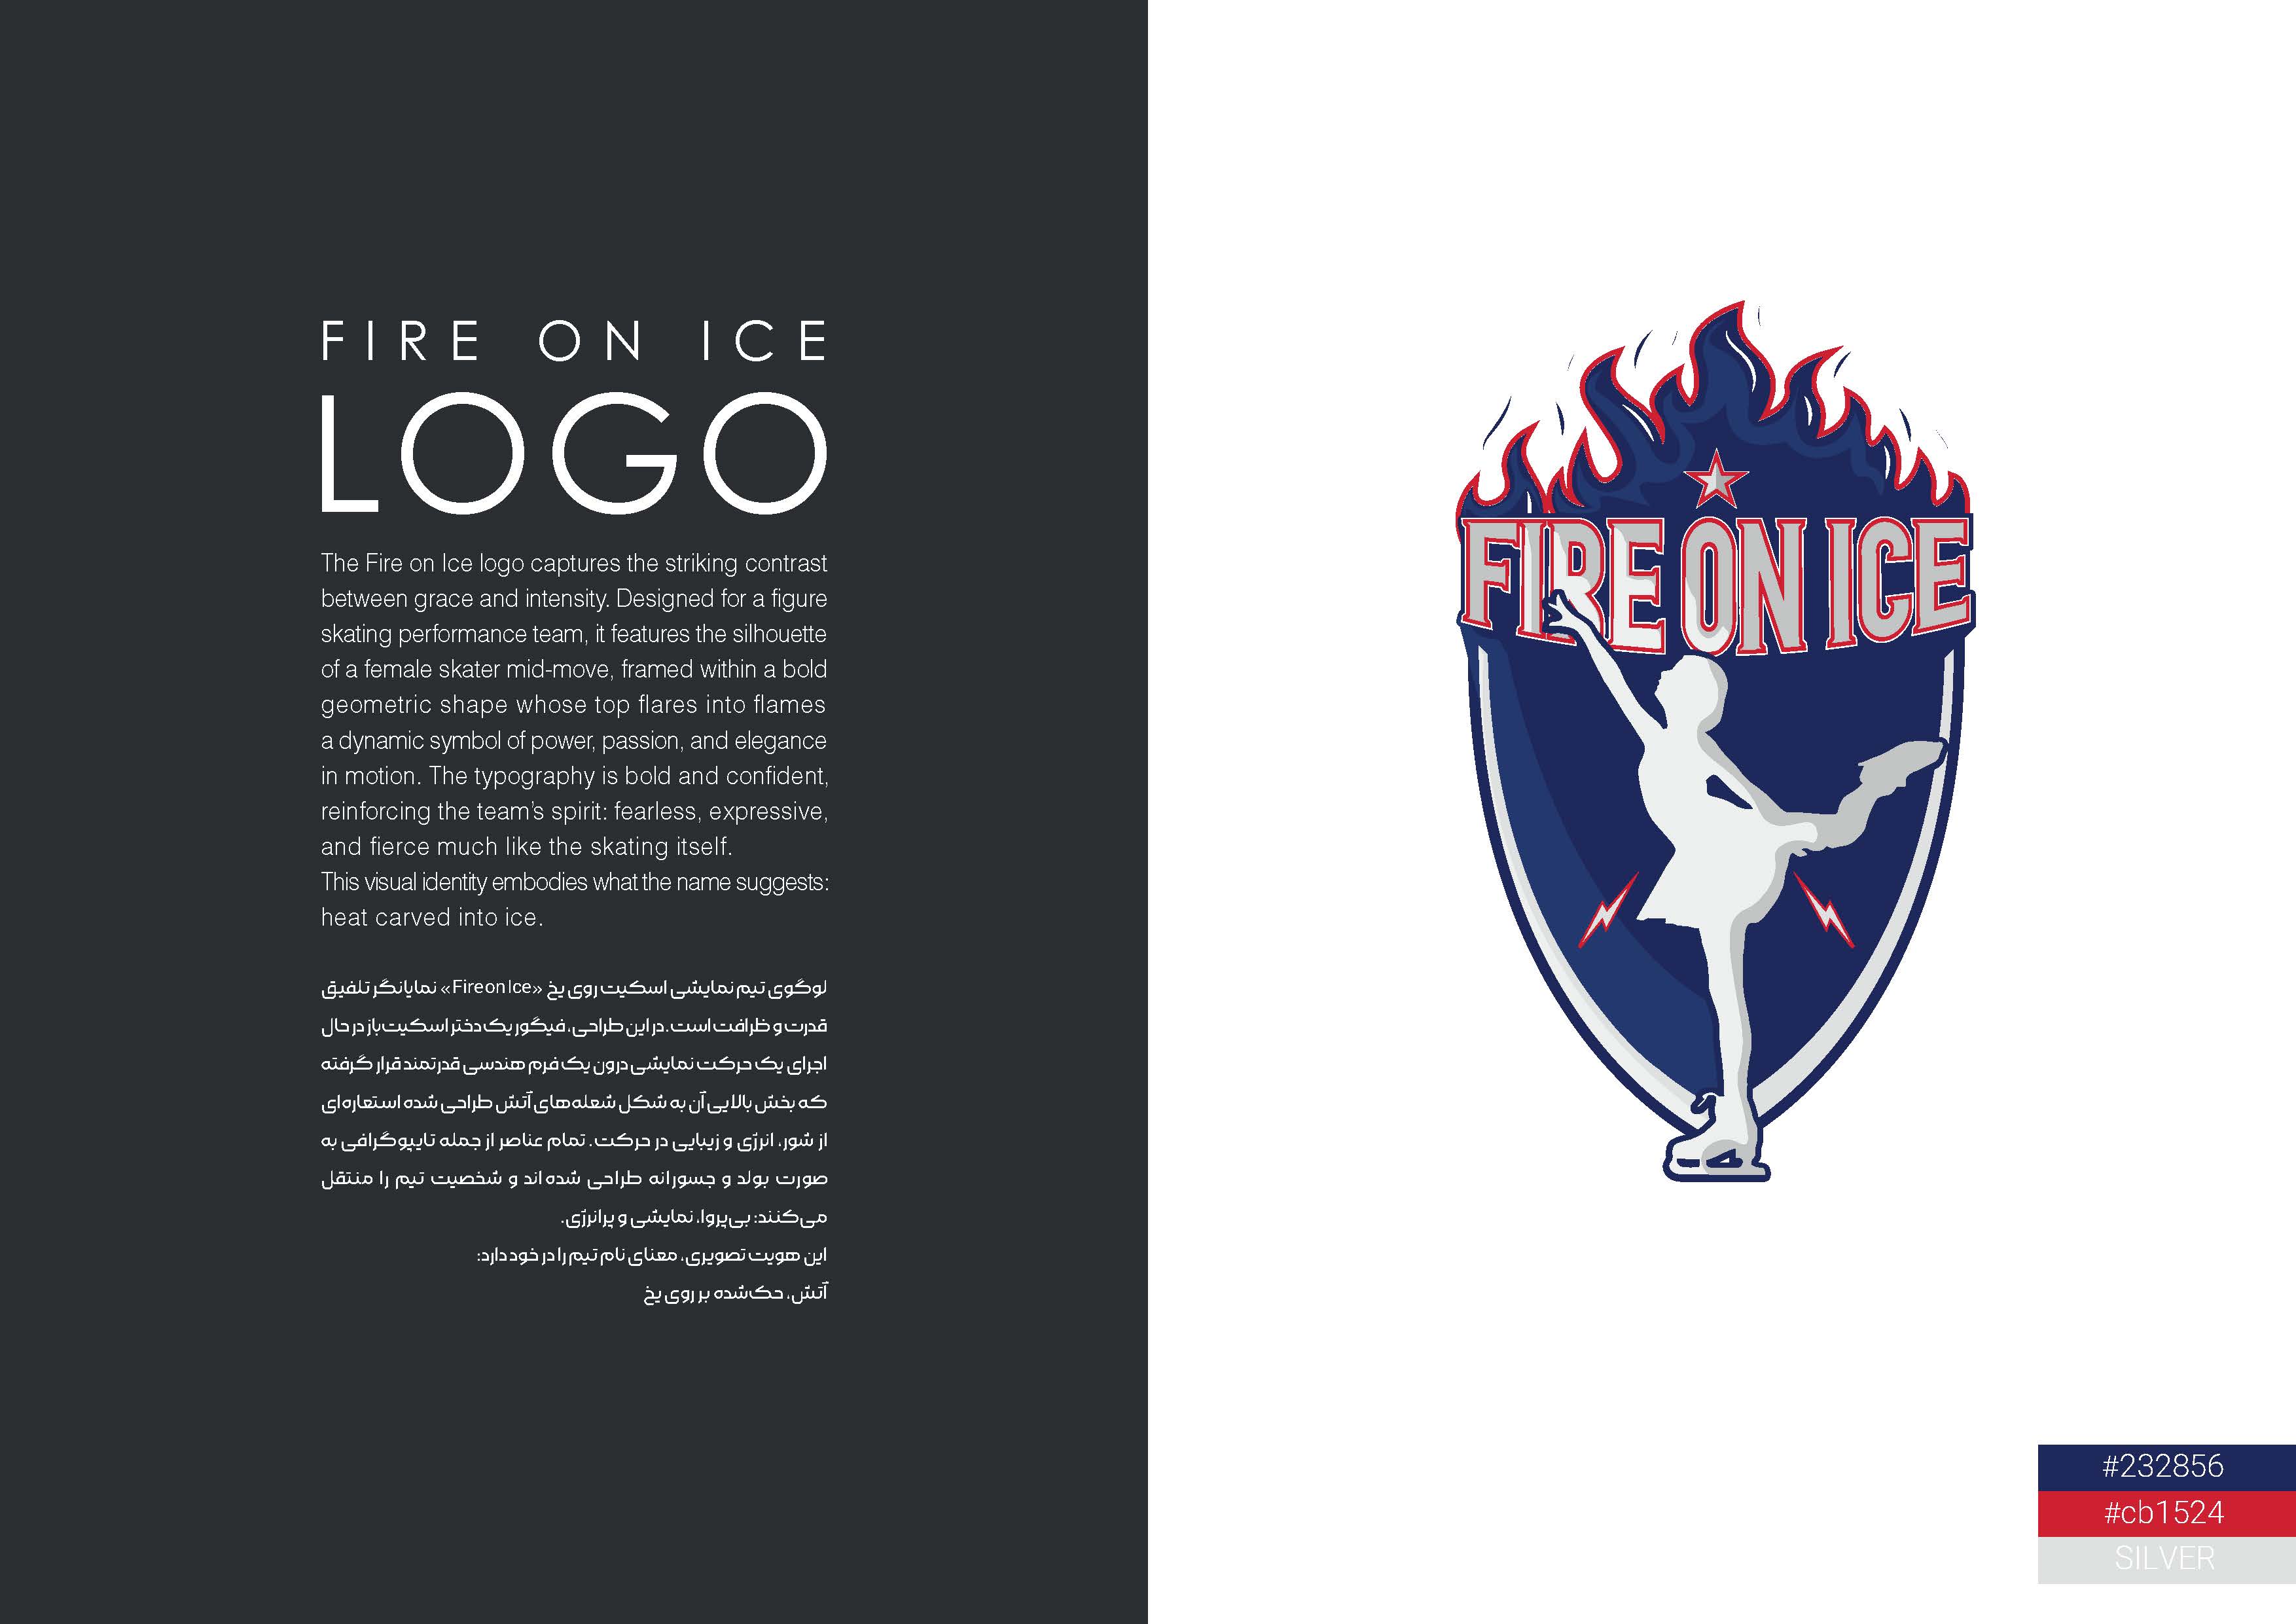 FIRE ON ICE
LOGO
The Fire on Ice logo captures the striking contrast
between grace and intensity. Designed for a figure
skating performance team, it features the silhouette
of a female skater mid-move, framed within a bold
geometric shape whose top flares into flames
a dynamic symbol of power, passion, and elegance
in motion. The typography is bold and confident,
reinforcing the team's spirit: fearless, expressive,
and fierce much like the skating itself.
This visual identity embodies what the name suggests:
heat carved into ice.
لوگوی تیم نمایشی اسکیت روی یخ «Fire on Ice» نمایانگر تلفیق
قدرت و ظرافت است. در این طراحی، فیگور یک دختر اسکیت‌باز در حال
اجرای یک حرکت نمایشی درون یک فرم هندسی قدرتمند قرار گرفته
که بخش بالایی آن به شکل شعله‌های آتش طراحی شده استعاره‌ای
از شور، انرژی و زیبایی در حرکت. تمام عناصر از جمله تایپوگرافی به
صورت بولد و جسورانه طراحی شده اند و شخصیت تیم را منتقل
می‌کنند: بی‌پروا، نمایشی و پرانرژی.
این هویت تصویری، معنای نام تیم را در خود دارد:
آتش، حک‌شده بر روی یخ
FIRE ON ICE
#232856
#cb1524
SILVER